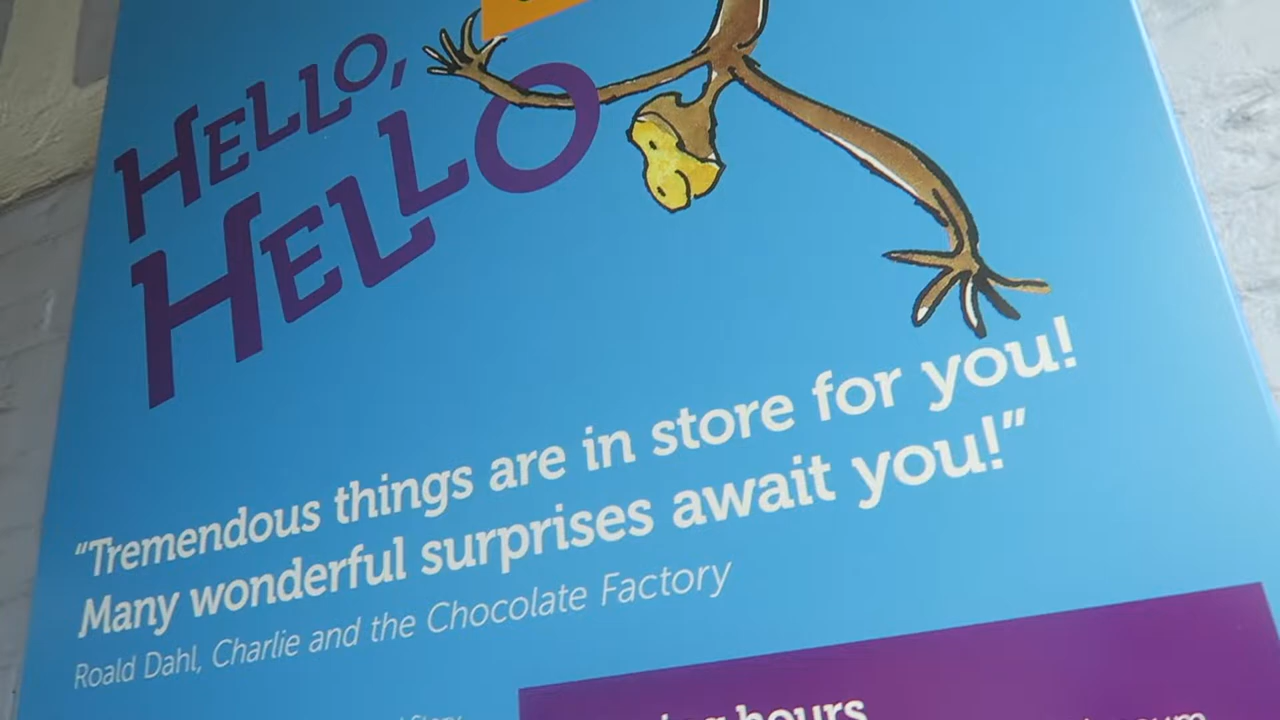 HELLO,
HELLO
“Tremendous things are in store for you!
Many wonderful surprises await you!”
Roald Dahl, Charlie and the Chocolate Factory
hours